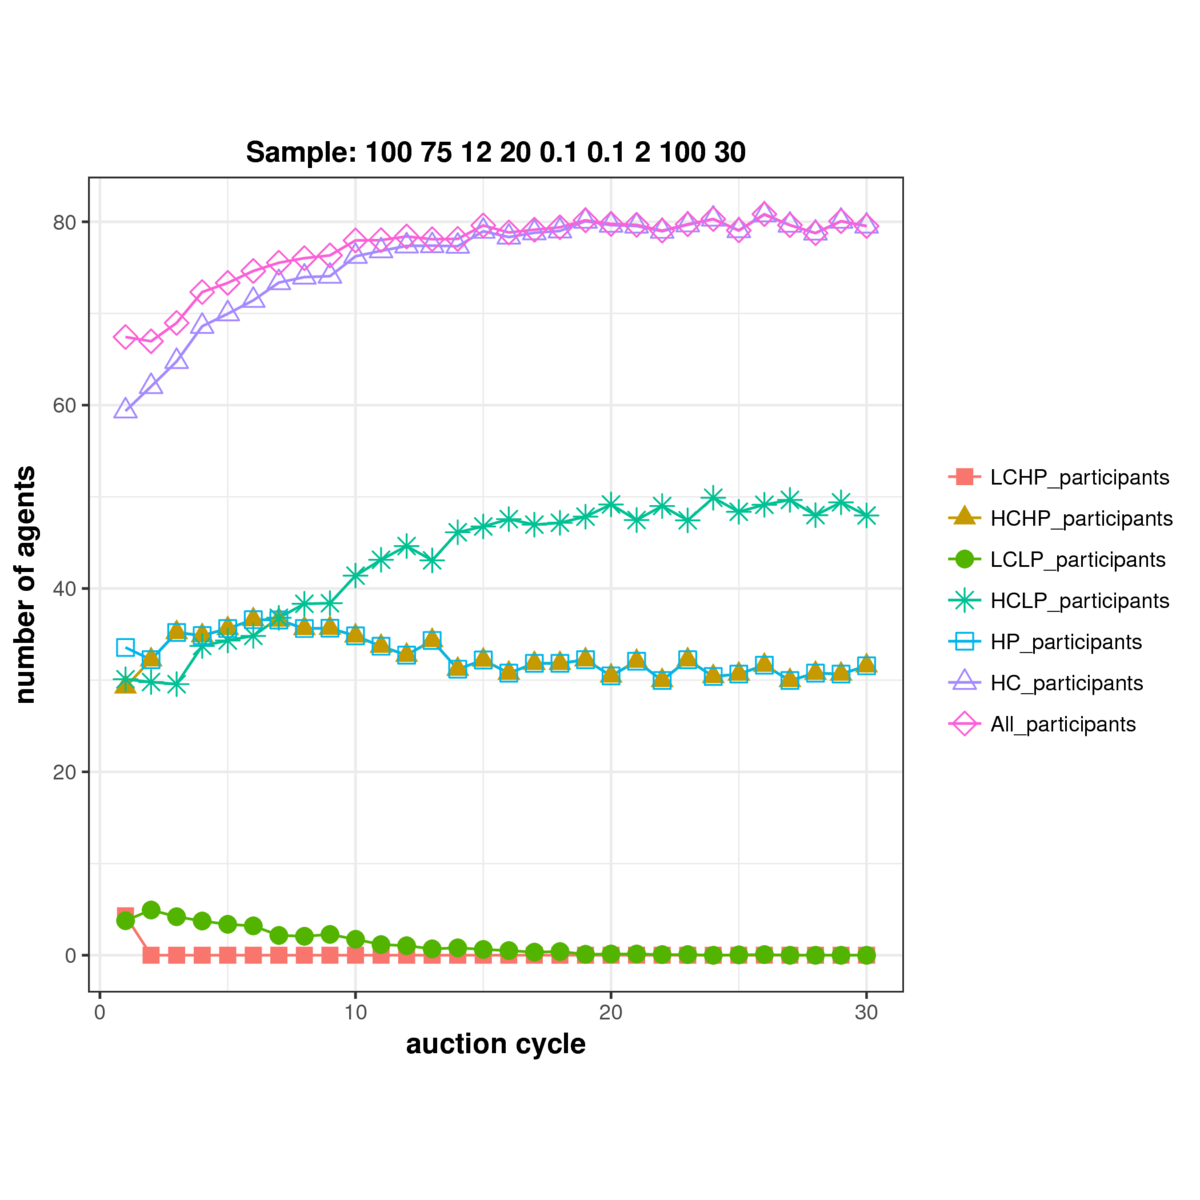 Sample: 100 75 12 20 0.1 0.1 2 100 30
80
60
40
20
0
number of agents
0 10 20 30
auction cycle
LCHP_participants
HCHP_participants
LCLP_participants
HCLP_participants
HP_participants
HC_participants
All_participants